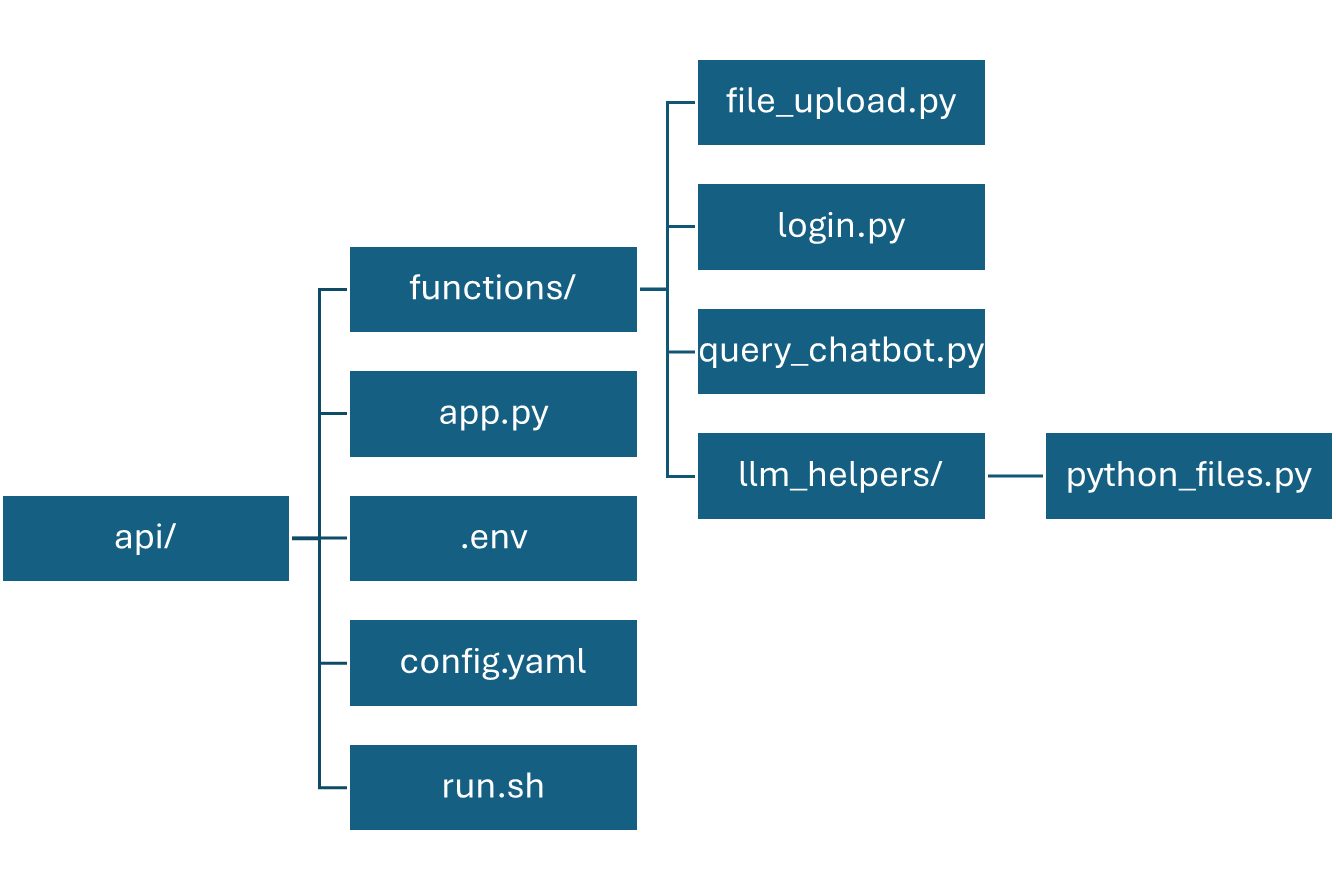 api/
functions/
file_upload.py
login.py
query_chatbot.py
llm_helpers/
python_files.py
app.py
.env
config.yaml
run.sh